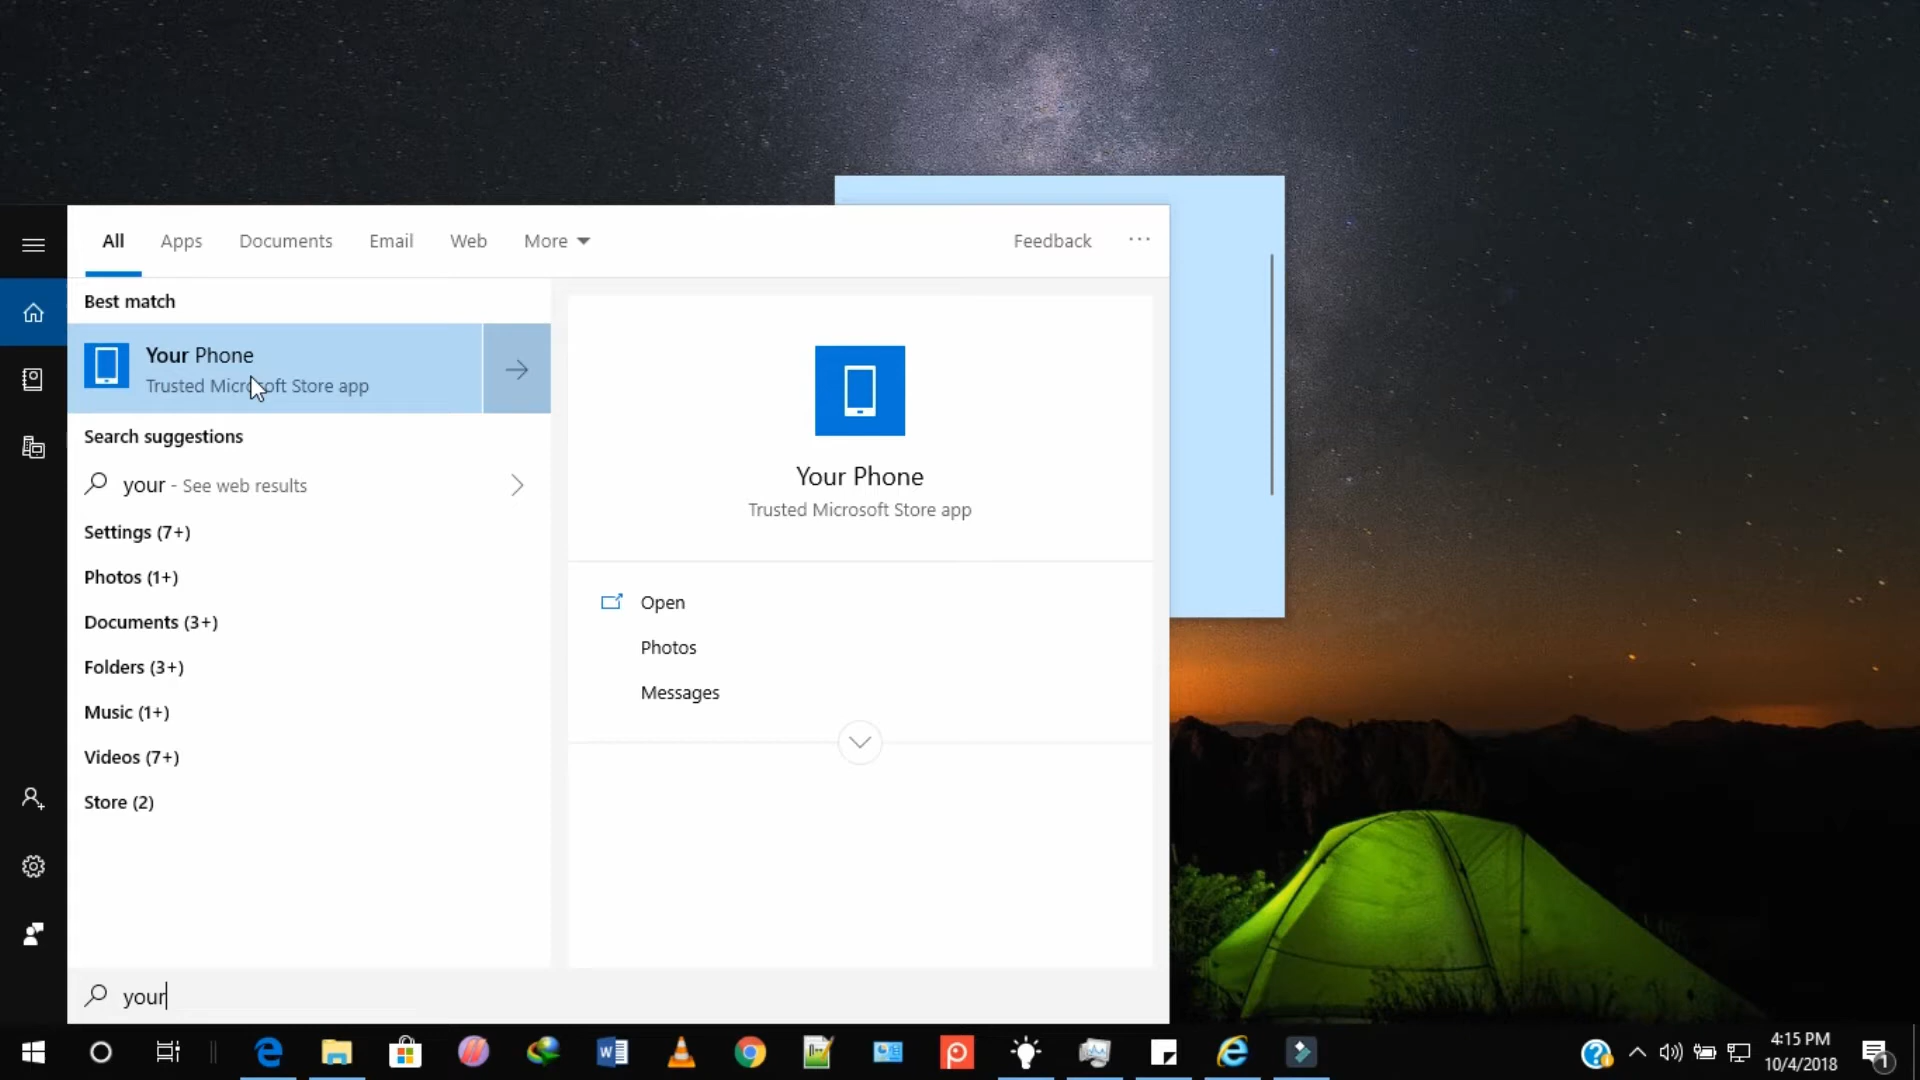 All Apps Documents Email Web More Feedback ...
Best match
Your Phone
Trusted Microsoft Store app
Search suggestions
your - See web results
Settings (7+)
Photos (1+)
Documents (3+)
Folders (3+)
Music (1+)
Videos (7+)
Store (2)
Your Phone
Trusted Microsoft Store app
Open
Photos
Messages
your
4:15 PM
10/4/2018
1